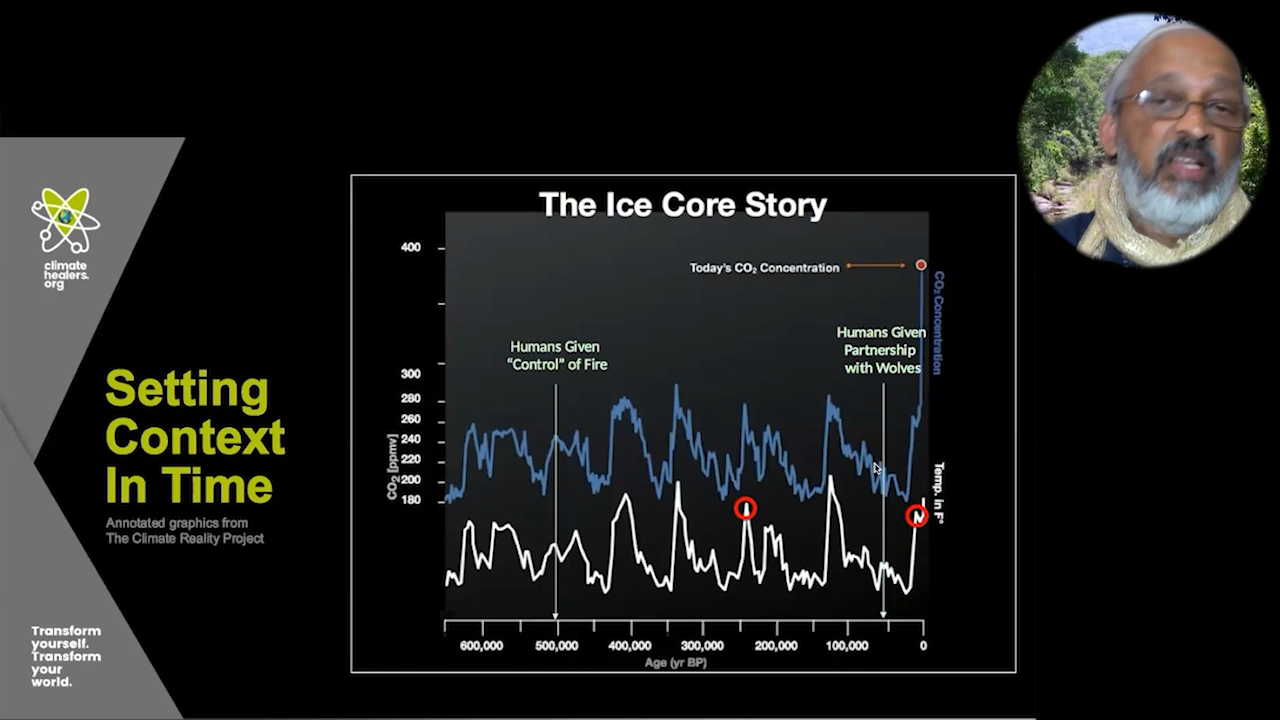 climate
healers.
org
Setting
Context
In Time
Annotated graphics from
The Climate Reality Project
Transform
yourself.
Transform
your
world.
The Ice Core Story
400
300
280
260
240
220
200
180
CO₂ [ppmv]
Today's CO₂ Concentration
Humans Given
“Control” of Fire
Humans Given
Partnership
with Wolves
CO₂ Concentration
Temp. in F°
600,000 500,000 400,000 300,000 200,000 100,000 0
Age (yr BP)